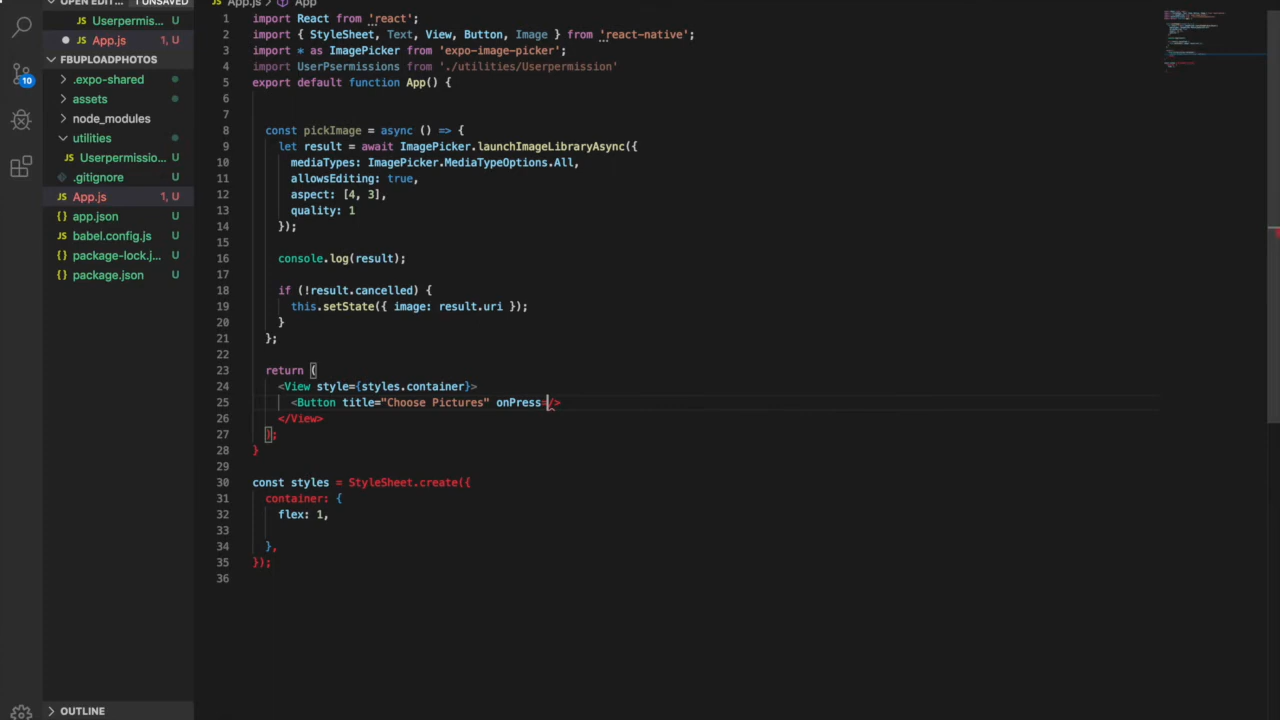 OPEN EDIT... 1 UNSAVED
Userpermis... U
App.js 1, U
FBUPLOADPHOTOS
.expo-shared
assets
node_modules
utilities
Userpermissio... U
.gitignore U
App.js 1, U
app.json U
babel.config.js U
package-lock.j... U
package.json U
10
OUTLINE
App.js > App
1 import React from 'react';
2 import { StyleSheet, Text, View, Button, Image } from 'react-native';
3 import * as ImagePicker from 'expo-image-picker';
4 import UserPsermissions from './utilities/Userpermission'
5 export default function App() {
6
7
8 const pickImage = async () => {
9 let result = await ImagePicker.launchImageLibraryAsync({
10 mediaTypes: ImagePicker.MediaTypeOptions.All,
11 allowsEditing: true,
12 aspect: [4, 3],
13 quality: 1
14 });
15
16 console.log(result);
17
18 if (!result.cancelled) {
19 this.setState({ image: result.uri });
20 }
21 };
22
23 return (
24 <View style={styles.container}>
25 <Button title="Choose Pictures" onPress=/>
26 </View>
27 );
28 }
29
30 const styles = StyleSheet.create({
31 container: {
32 flex: 1,
33
34 },
35 });
36